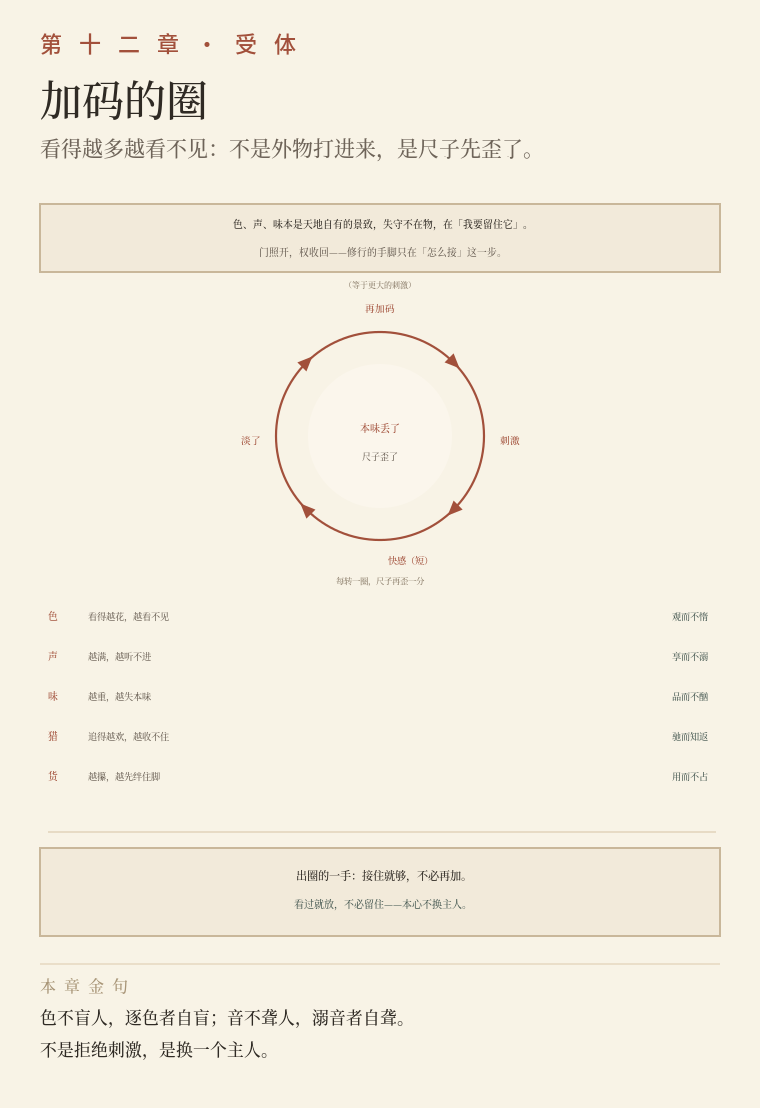 第十二章·受体
加码的圈
看得越多越看不见：不是外物打进来，是尺子先歪了。
色、声、味本是天地自有的景致，失守不在物，在「我要留住它」。
门照开，权收回——修行的手脚只在「怎么接」这一步。
（等于更大的刺激）
再加码
淡了
本味丢了
刺激
尺子歪了
快感（短）
每转一圈，尺子再歪一分
色 看得越花，越看不见 观而不惰
声 越满，越听不进 享而不溺
味 越重，越失本味 品而不酗
猎 追得越欢，越收不住 驰而知返
货 越攥，越先绊住脚 用而不占
出圈的一手：接住就够，不必再加。
看过就放，不必留住——本心不换主人。
本章金句
色不盲人，逐色者自盲；音不聋人，溺音者自聋。
不是拒绝刺激，是换一个主人。